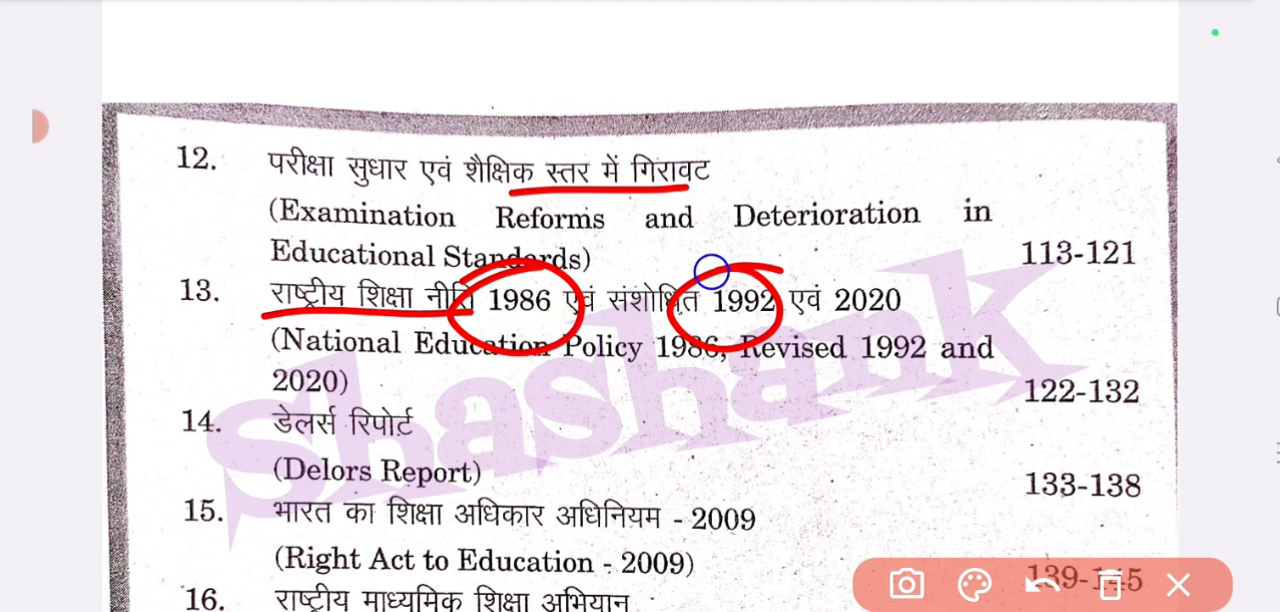 12. परीक्षा सुधार एवं शैक्षिक स्तर में गिरावट
(Examination Reforms and Deterioration in
Educational Standards) 113-121
13. राष्ट्रीय शिक्षा नीति 1986 एवं संशोधित 1992 एवं 2020
(National Education Policy 1986, Revised 1992 and
2020) 122-132
14. डेलर्स रिपोर्ट
(Delors Report) 133-138
15. भारत का शिक्षा अधिकार अधिनियम - 2009
(Right Act to Education - 2009) 139-145
16. राष्ट्रीय माध्यमिक शिक्षा अभियान
Shashank